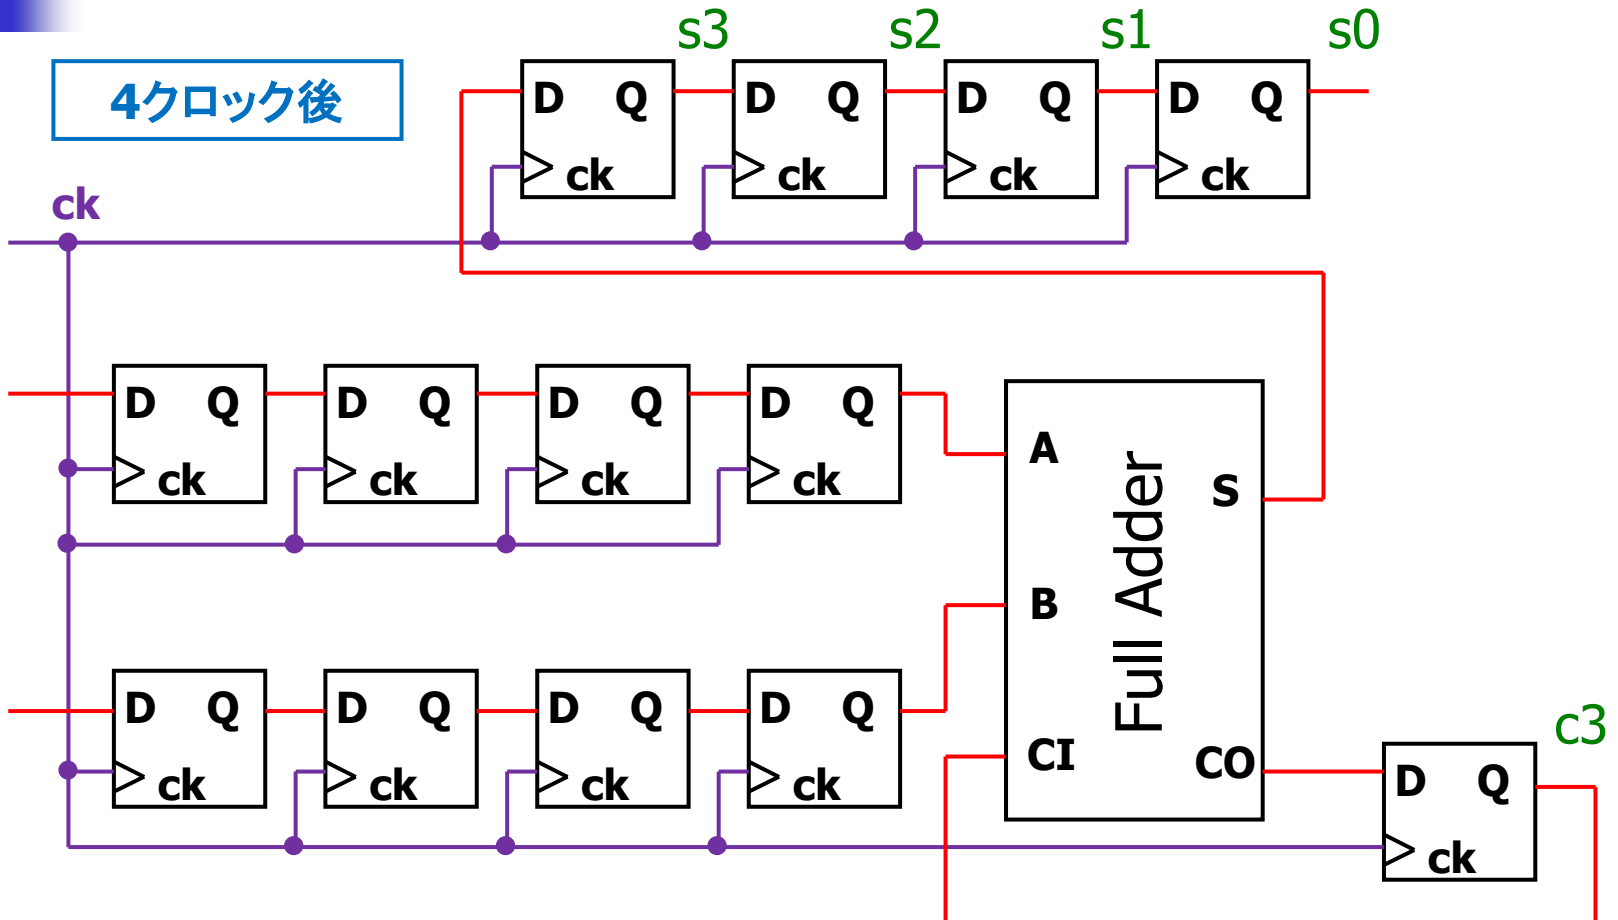 s3 s2 s1 s0
4クロック後
D Q D Q D Q D Q
ck ck ck ck
ck
D Q D Q D Q D Q
ck ck ck ck
A
S
Full Adder
B
D Q D Q D Q D Q
ck ck ck ck
CI
CO
c3
D Q
ck